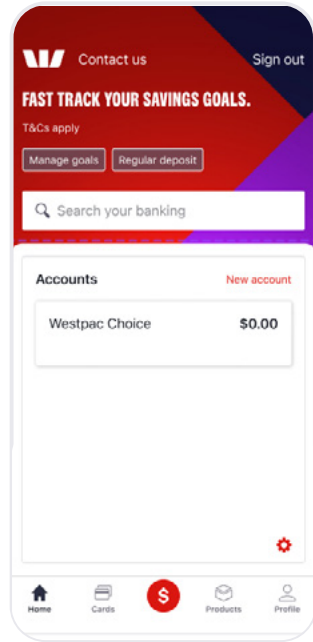 Contact us Sign out
FAST TRACK YOUR SAVINGS GOALS.
T&Cs apply
Manage goals Regular deposit
Search your banking
Accounts New account
Westpac Choice $0.00
$
Home Cards Products Profile